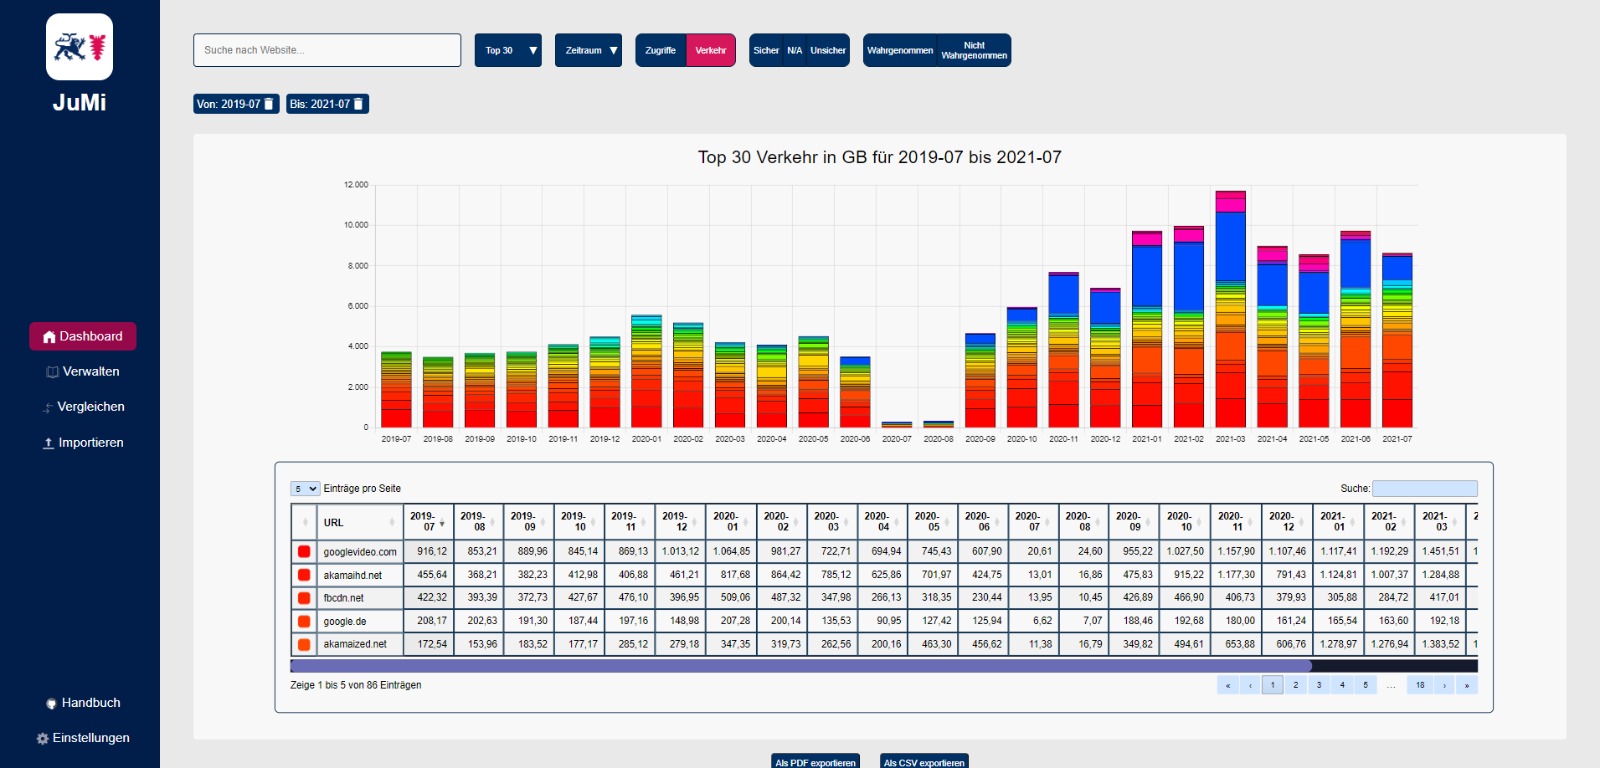 JuMi
Dashboard
Verwalten
Vergleichen
Importieren
Handbuch
Einstellungen
Suche nach Website...
Top 30 ▼
Zeitraum ▼
Zugriffe Verkehr
Sicher N/A Unsicher
Wahrgenommen Nicht Wahrgenommen
Von: 2019-07 Bis: 2021-07
Top 30 Verkehr in GB für 2019-07 bis 2021-07
12.000
10.000
8.000
6.000
4.000
2.000
0
2019-07 2019-08 2019-09 2019-10 2019-11 2019-12 2020-01 2020-02 2020-03 2020-04 2020-05 2020-06 2020-07 2020-08 2020-09 2020-10 2020-11 2020-12 2021-01 2021-02 2021-03 2021-04 2021-05 2021-06 2021-07
5 Einträge pro Seite Suche:
URL 2019-07 2019-08 2019-09 2019-10 2019-11 2019-12 2020-01 2020-02 2020-03 2020-04 2020-05 2020-06 2020-07 2020-08 2020-09 2020-10 2020-11 2020-12 2021-01 2021-02 2021-03 2
googlevideo.com 916,12 853,21 889,96 845,14 869,13 1.013,12 1.064,85 981,27 722,71 694,94 745,43 607,90 20,61 24,60 955,22 1.027,50 1.157,90 1.107,46 1.117,41 1.192,29 1.451,51 1
akamaihd.net 455,64 368,21 382,23 412,98 406,88 461,21 817,68 864,42 785,12 625,86 701,97 424,75 13,01 16,86 475,83 915,22 1.177,30 791,43 1.124,81 1.007,37 1.284,88
fbcdn.net 422,32 393,39 372,73 427,67 476,10 396,95 509,06 487,32 347,98 266,13 318,35 230,44 13,95 10,45 426,89 466,90 406,73 379,93 305,88 284,72 417,01
google.de 208,17 202,63 191,30 187,44 197,16 148,98 207,28 200,14 135,53 90,95 127,42 125,94 6,62 7,07 188,46 192,68 180,00 161,24 165,54 163,60 192,18
akamaized.net 172,54 153,96 183,52 177,17 285,12 279,18 347,35 319,73 262,56 200,16 463,30 456,62 11,38 16,79 349,82 494,61 653,88 606,76 1.278,97 1.276,94 1.383,52 1
Zeige 1 bis 5 von 86 Einträgen
« ‹ 1 2 3 4 5 … 18 › »
Als PDF exportieren Als CSV exportieren